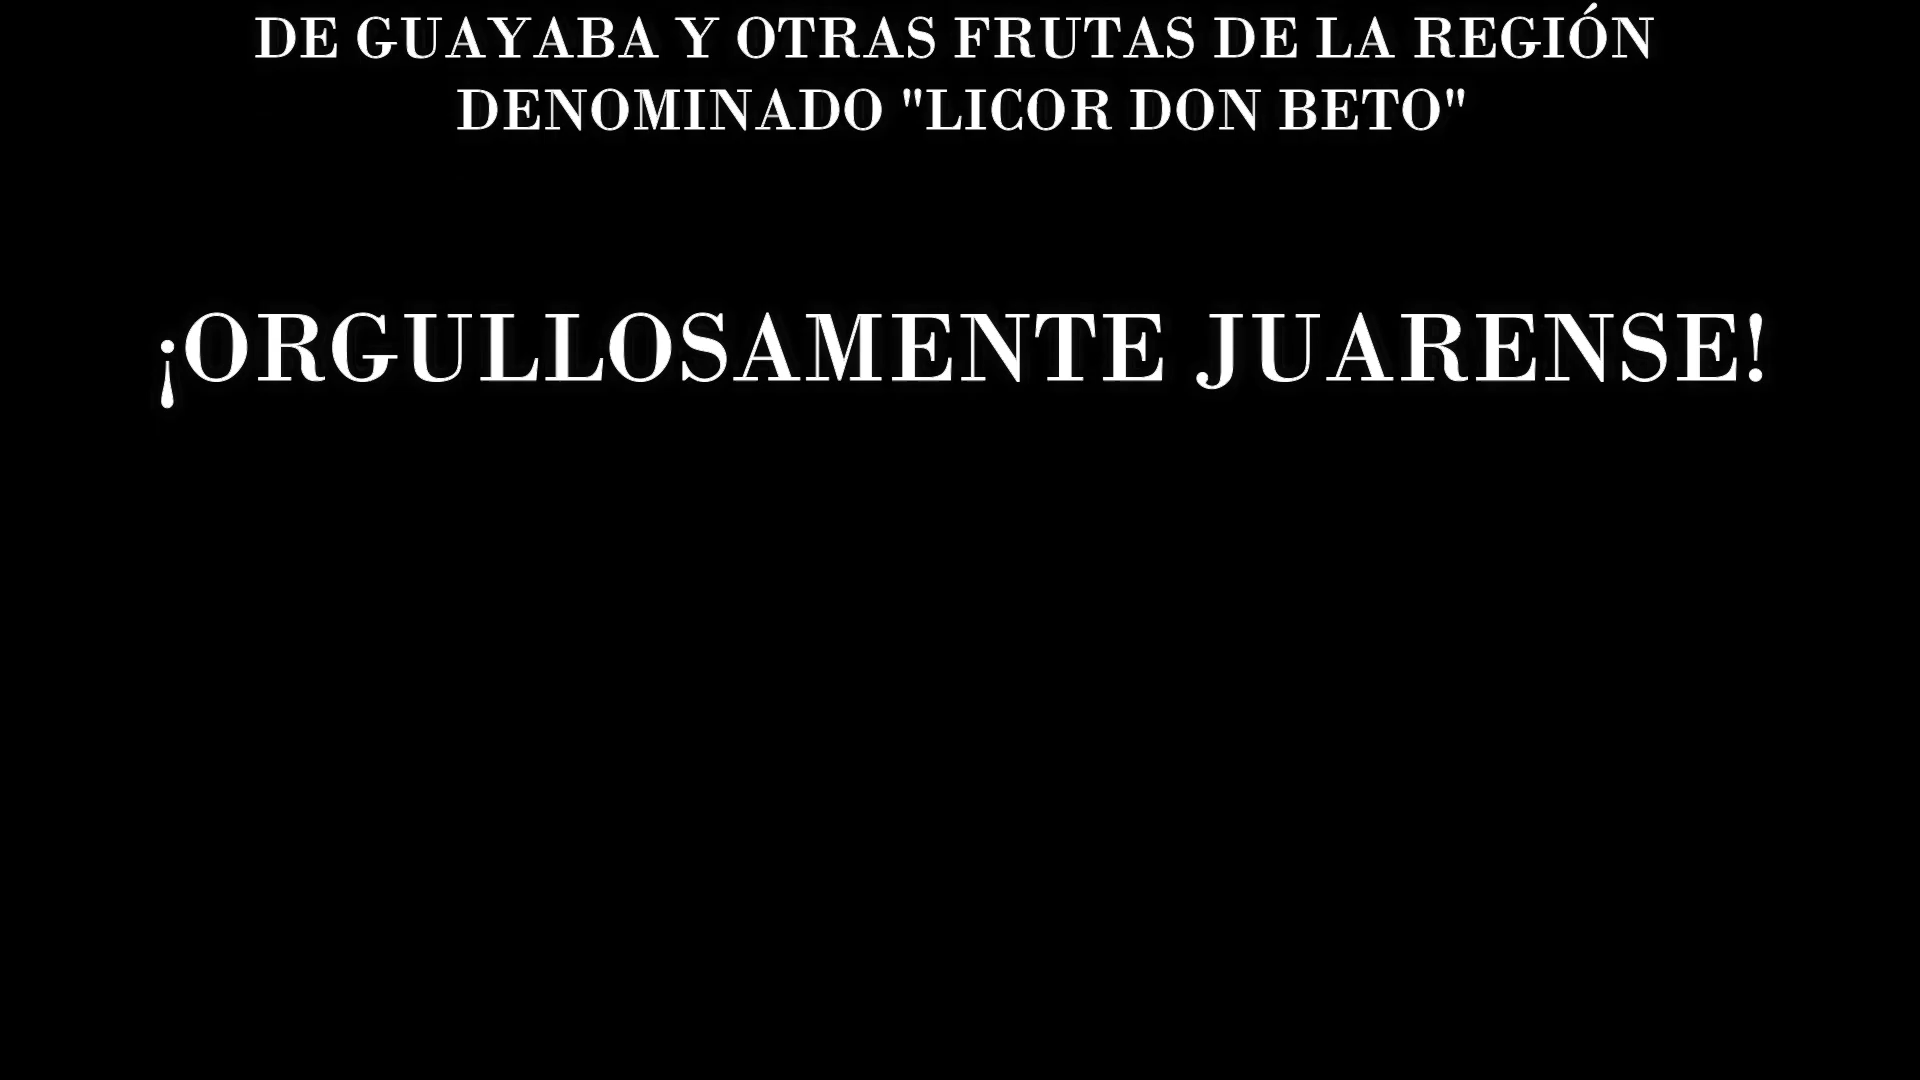 DE GUAYABA Y OTRAS FRUTAS DE LA REGIÓN
DENOMINADO "LICOR DON BETO"
¡ORGULLOSAMENTE JUARENSE!